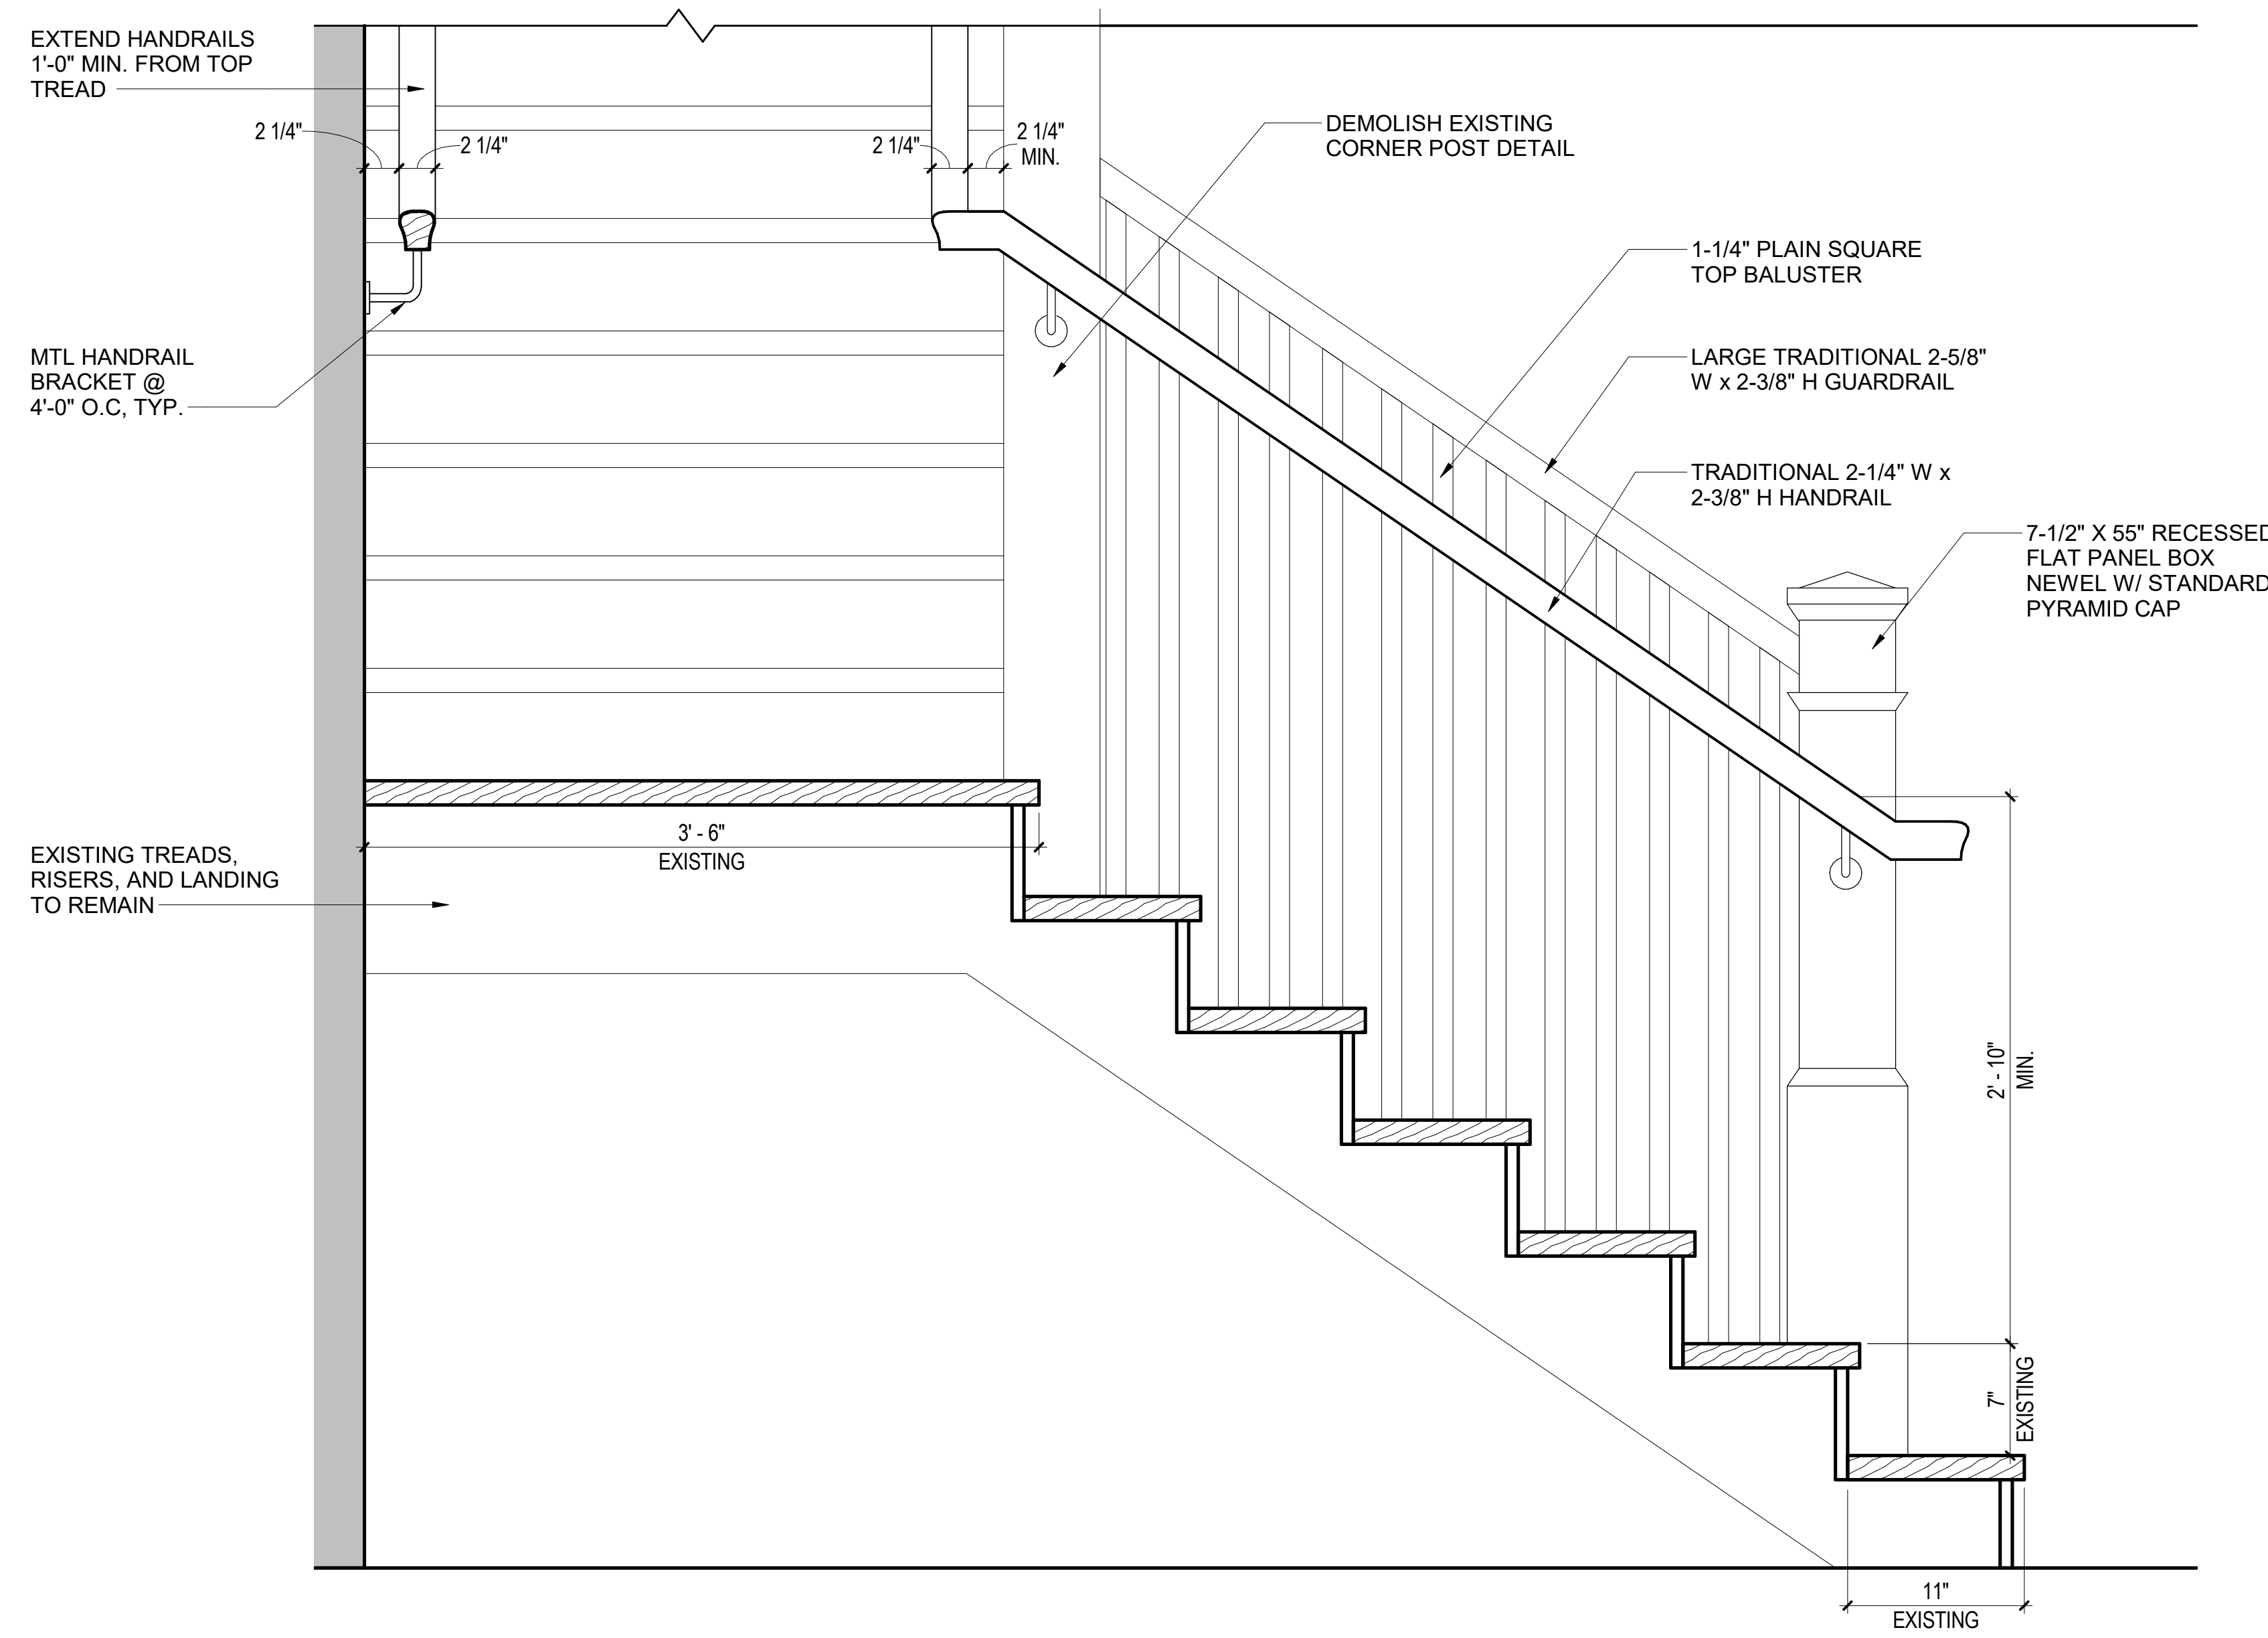 EXTEND HANDRAILS
1'-0" MIN. FROM TOP
TREAD
2 1/4"
2 1/4"
2 1/4"
2 1/4"
MIN.
DEMOLISH EXISTING
CORNER POST DETAIL
1-1/4" PLAIN SQUARE
TOP BALUSTER
MTL HANDRAIL
BRACKET @
4'-0" O.C, TYP.
LARGE TRADITIONAL 2-5/8"
W x 2-3/8" H GUARDRAIL
TRADITIONAL 2-1/4" W x
2-3/8" H HANDRAIL
7-1/2" X 55" RECESSED
FLAT PANEL BOX
NEWEL W/ STANDARD
PYRAMID CAP
3' - 6"
EXISTING
EXISTING TREADS,
RISERS, AND LANDING
TO REMAIN
2' - 10"
MIN.
7"
EXISTING
11"
EXISTING